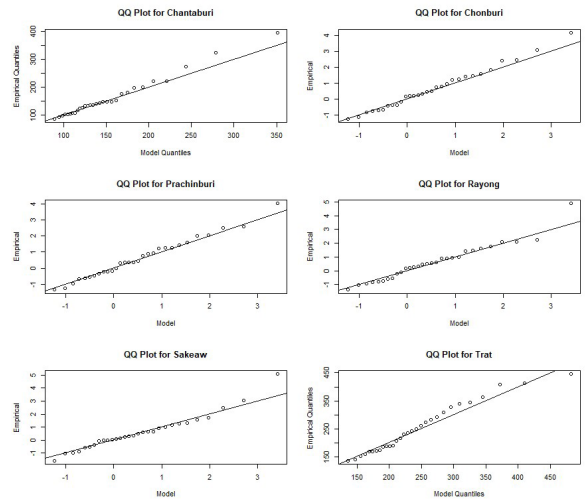 QQ Plot for Chantaburi
Empirical Quantiles
100 200 300 400
100 150 200 250 300 350
Model Quantiles
QQ Plot for Chonburi
Empirical
-1 0 1 2 3 4
-1 0 1 2 3
Model
QQ Plot for Prachinburi
Empirical
-1 0 1 2 3 4
-1 0 1 2 3
Model
QQ Plot for Rayong
Empirical
-1 0 1 2 3 4 5
-1 0 1 2 3
Model
QQ Plot for Sakeaw
Empirical
-1 0 1 2 3 4 5
-1 0 1 2 3
Model
QQ Plot for Trat
Empirical Quantiles
150 250 350 450
150 200 250 300 350 400 450
Model Quantiles